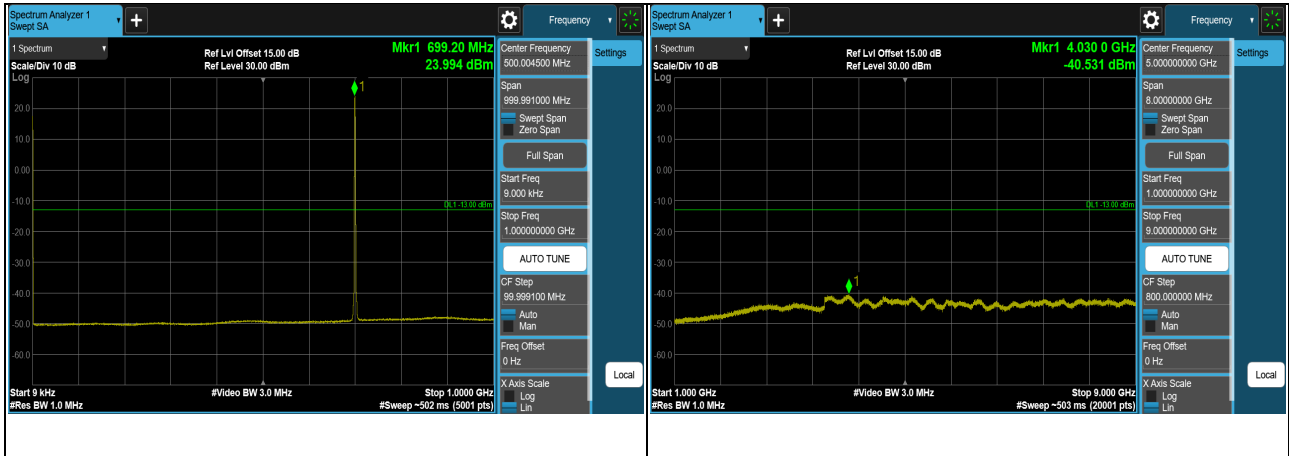 Spectrum Analyzer 1
Swept SA
+
Frequency
1 Spectrum
Scale/Div 10 dB
Log
Ref Lvl Offset 15.00 dB
Ref Level 30.00 dBm
Mkr1 699.20 MHz
23.994 dBm
1
20.0
10.0
0.00
-10.0
DL1 -13.00 dBm
-20.0
-30.0
-40.0
-50.0
-60.0
Start 9 kHz
#Video BW 3.0 MHz
Stop 1.0000 GHz
#Res BW 1.0 MHz
#Sweep ~502 ms (5001 pts)
Center Frequency
500.004500 MHz
Settings
Span
999.991000 MHz
Swept Span
Zero Span
Full Span
Start Freq
9.000 kHz
Stop Freq
1.000000000 GHz
AUTO TUNE
CF Step
99.999100 MHz
Auto
Man
Freq Offset
0 Hz
X Axis Scale
Log
Lin
Local
Spectrum Analyzer 1
Swept SA
+
Frequency
1 Spectrum
Scale/Div 10 dB
Log
Ref Lvl Offset 15.00 dB
Ref Level 30.00 dBm
Mkr1 4.030 0 GHz
-40.531 dBm
20.0
10.0
0.00
-10.0
DL1 -13.00 dBm
-20.0
-30.0
1
-40.0
-50.0
-60.0
Start 1.000 GHz
#Video BW 3.0 MHz
Stop 9.000 GHz
#Res BW 1.0 MHz
#Sweep ~503 ms (20001 pts)
Center Frequency
5.00000000 GHz
Settings
Span
8.00000000 GHz
Swept Span
Zero Span
Full Span
Start Freq
1.000000000 GHz
Stop Freq
9.000000000 GHz
AUTO TUNE
CF Step
800.000000 MHz
Auto
Man
Freq Offset
0 Hz
X Axis Scale
Log
Lin
Local